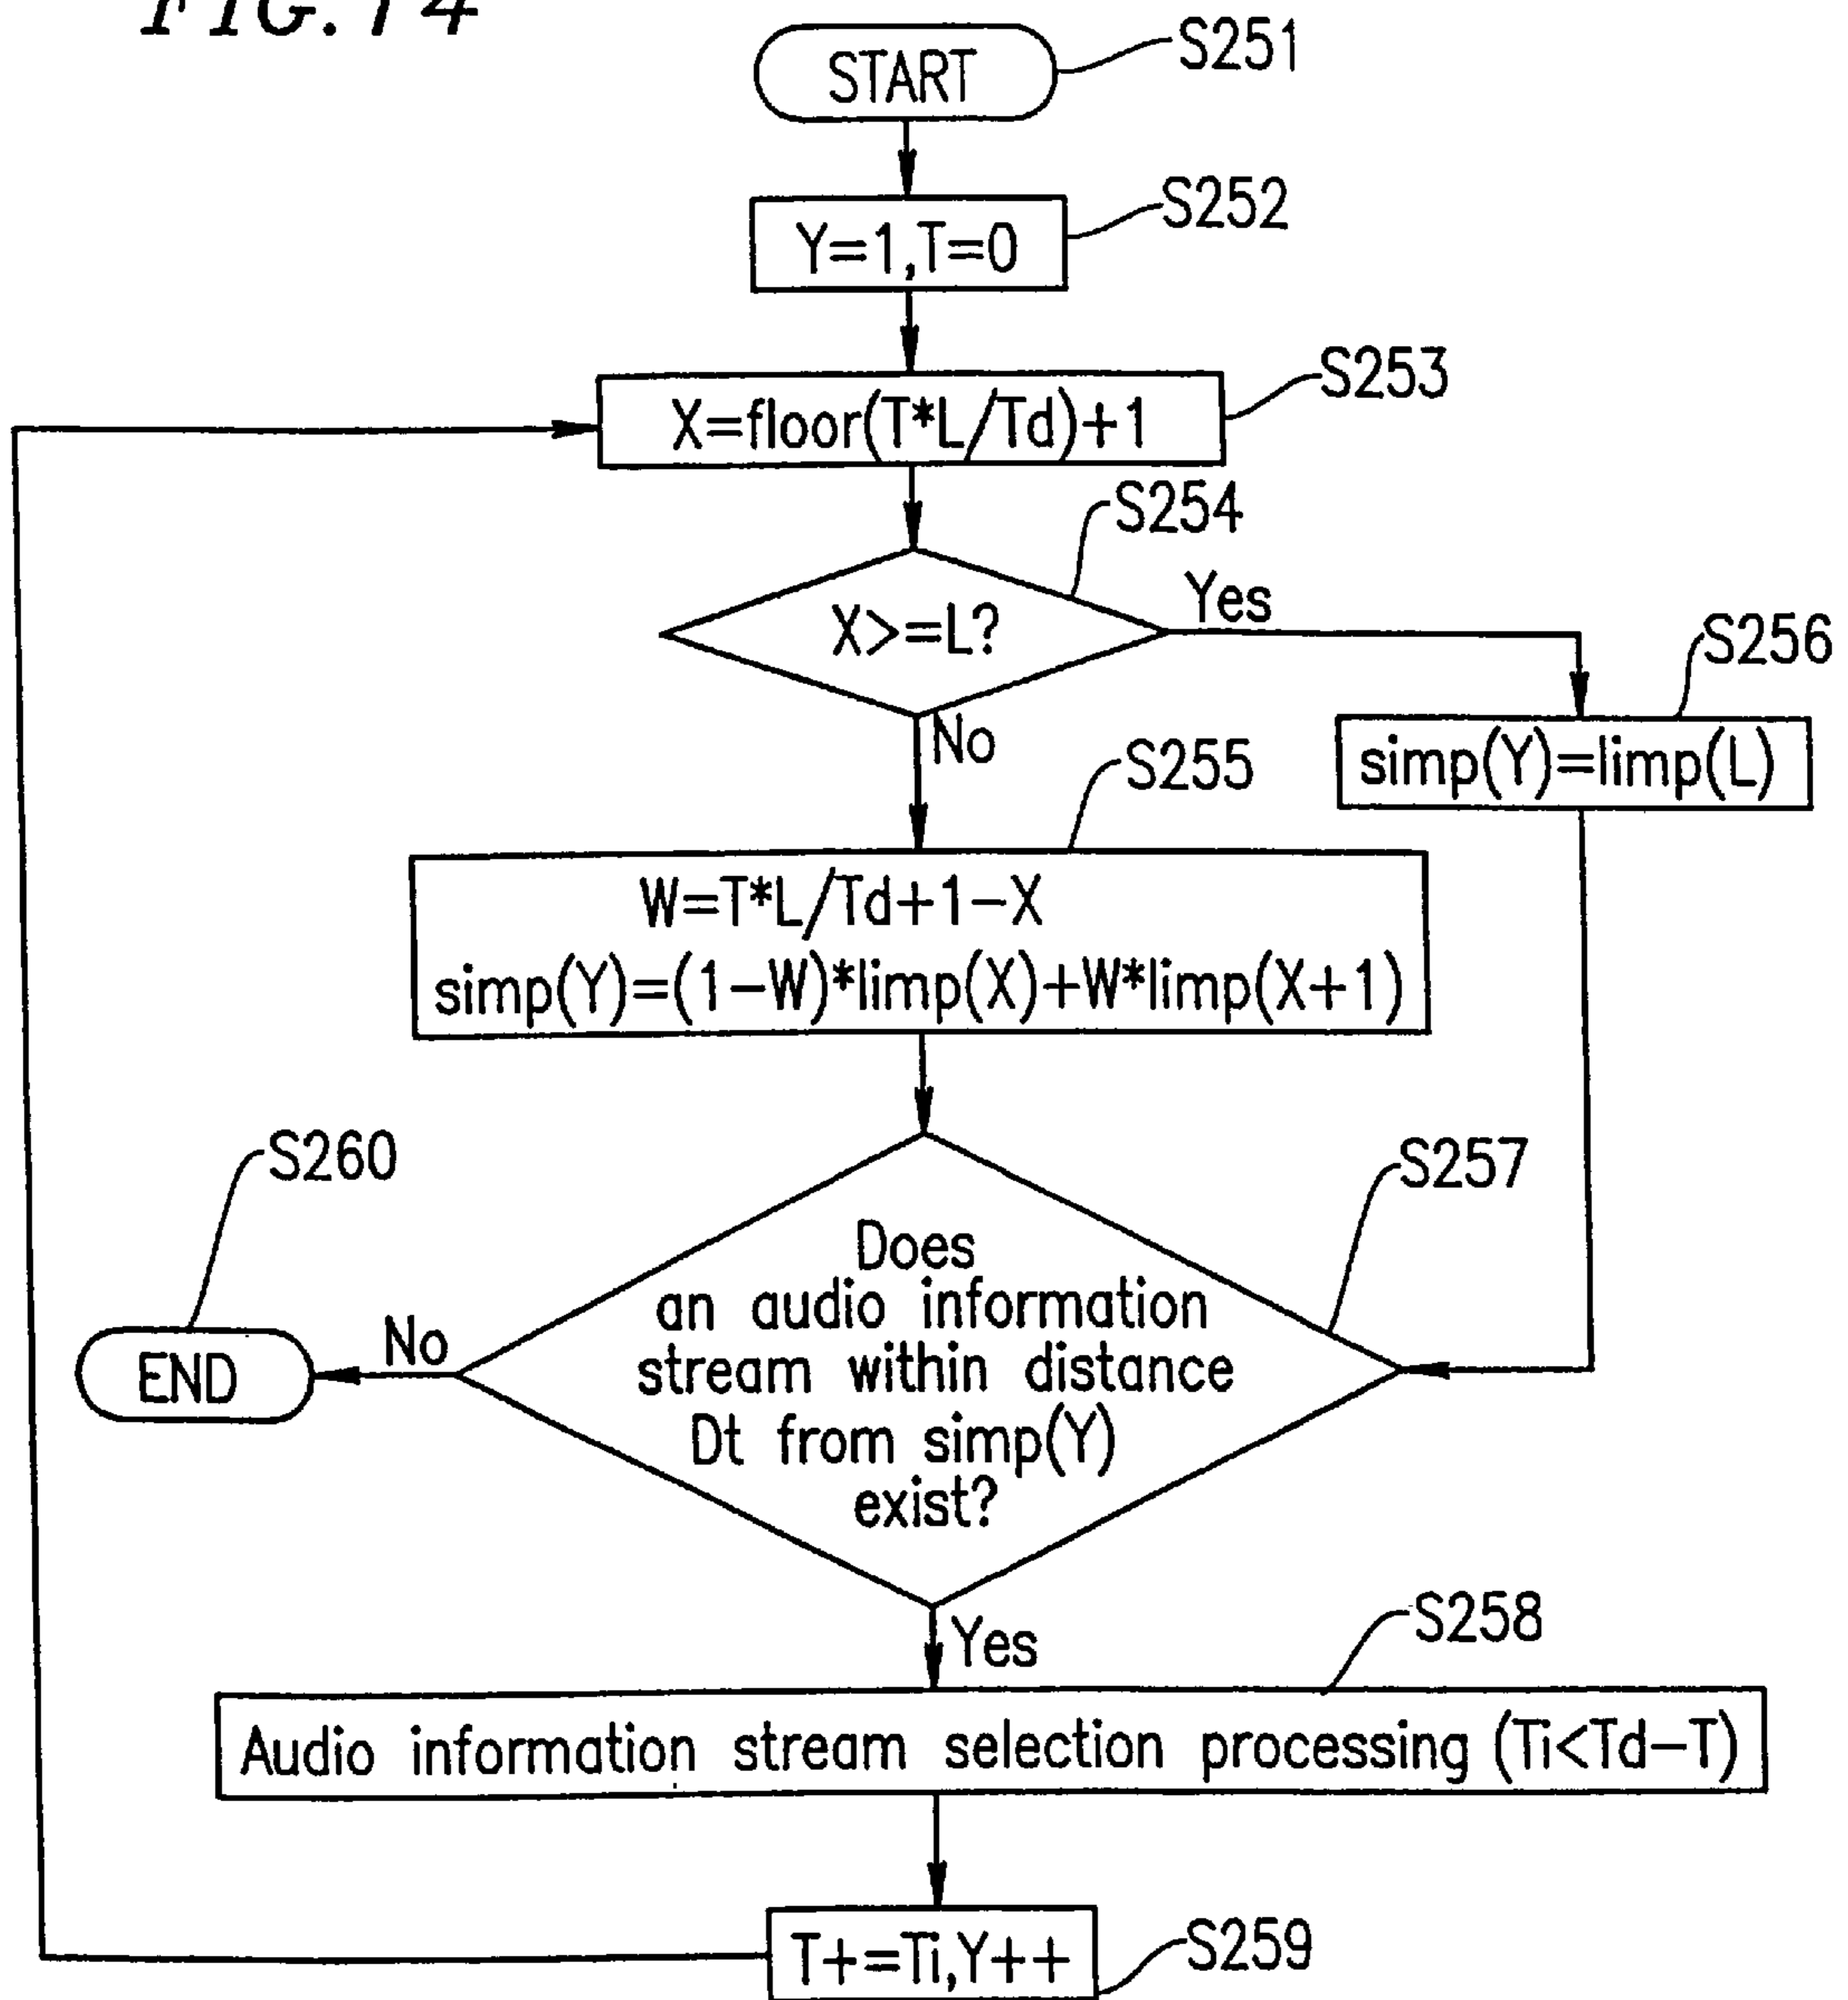 FIG. 14
START
S251
Y=1,T=0
S252
X=floor(T*L/Td)+1
S253
X>=L?
S254
Yes
No
S256
simp(Y)=limp(L)
S255
W=T*L/Td+1-X
simp(Y)=(1-W)*limp(X)+W*limp(X+1)
S260
S257
Does
an audio information
stream within distance
Dt from simp(Y)
exist?
No
END
Yes
S258
Audio information stream selection processing (Ti<Td-T)
T+=Ti,Y++
S259